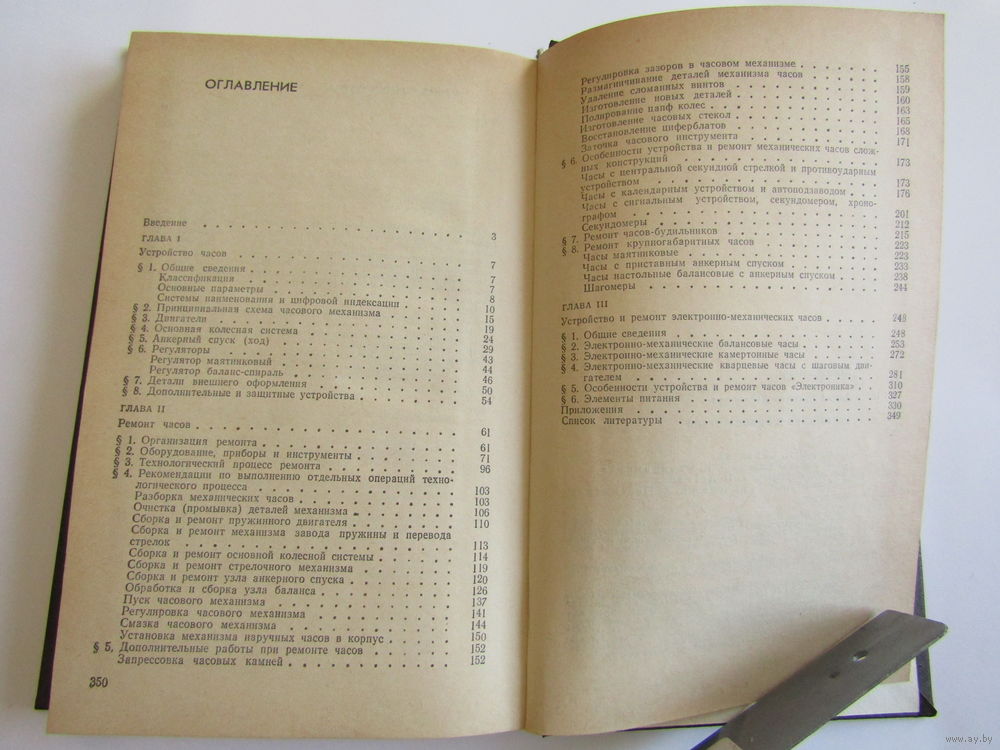 ОГЛАВЛЕНИЕ
Введение 3
ГЛАВА I
Устройство часов 7
§ 1. Общие сведения 7
Классификация 7
Основные параметры 8
Системы наименования и цифровой индексации 10
§ 2. Принципиальная схема часового механизма 15
§ 3. Двигатели 19
§ 4. Основная колесная система 24
§ 5. Анкерный спуск (ход) 29
§ 6. Регуляторы 43
Регулятор маятниковый 44
Регулятор баланс-спираль 46
§ 7. Детали внешнего оформления 50
§ 8. Дополнительные и защитные устройства 54
ГЛАВА II
Ремонт часов 61
§ 1. Организация ремонта 61
§ 2. Оборудование, приборы и инструменты 71
§ 3. Технологический процесс ремонта 96
§ 4. Рекомендации по выполнению отдельных операций техно-
логического процесса 103
Разборка механических часов 103
Очистка (промывка) деталей механизма 106
Сборка и ремонт пружинного двигателя 110
Сборка и ремонт механизма завода пружины и перевода
стрелок 113
Сборка и ремонт основной колесной системы 114
Сборка и ремонт стрелочного механизма 119
Сборка и ремонт узла анкерного спуска 120
Обработка и сборка узла баланса 126
Пуск часового механизма 137
Регулировка часового механизма 141
Смазка часового механизма 144
Установка механизма наручных часов в корпус 150
§ 5. Дополнительные работы при ремонте часов 152
Запрессовка часовых камней 152
350
Регулировка зазоров в часовом механизме 155
Размагничивание деталей механизма часов 158
Удаление сломанных винтов 159
Изготовление новых деталей 160
Полирование цапф колес 163
Изготовление часовых стекол 165
Восстановление циферблатов 168
Заточка часового инструмента 171
§ 6. Особенности устройства и ремонт механических часов слож-
ных конструкций 173
Часы с центральной секундной стрелкой и противоударным
устройством 173
Часы с календарным устройством и автоподзаводом 176
Часы с сигнальным устройством, секундомером, хроно-
графом 201
Секундомеры 212
§ 7. Ремонт часов-будильников 215
§ 8. Ремонт крупногабаритных часов 223
Часы маятниковые 223
Часы с приставным анкерным спуском 233
Часы настольные балансовые с анкерным спуском 238
Шагомеры 244
ГЛАВА III
Устройство и ремонт электронно-механических часов 248
§ 1. Общие сведения 248
§ 2. Электронно-механические балансовые часы 253
§ 3. Электронно-механические камертонные часы 272
§ 4. Электронно-механические кварцевые часы с шаговым дви-
гателем 281
§ 5. Особенности устройства и ремонт часов «Электроника» 310
§ 6. Элементы питания 327
Приложения 330
Список литературы 349
www.ay.by